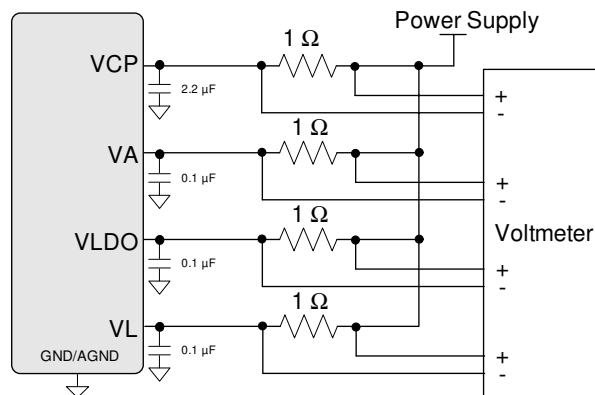 Power Supply
1 Ω
VCP
2.2 µF
+
-
1 Ω
VA
0.1 µF
+
-
1 Ω
Voltmeter
VLDO
0.1 µF
+
-
1 Ω
VL
0.1 µF
GND/AGND
+
-